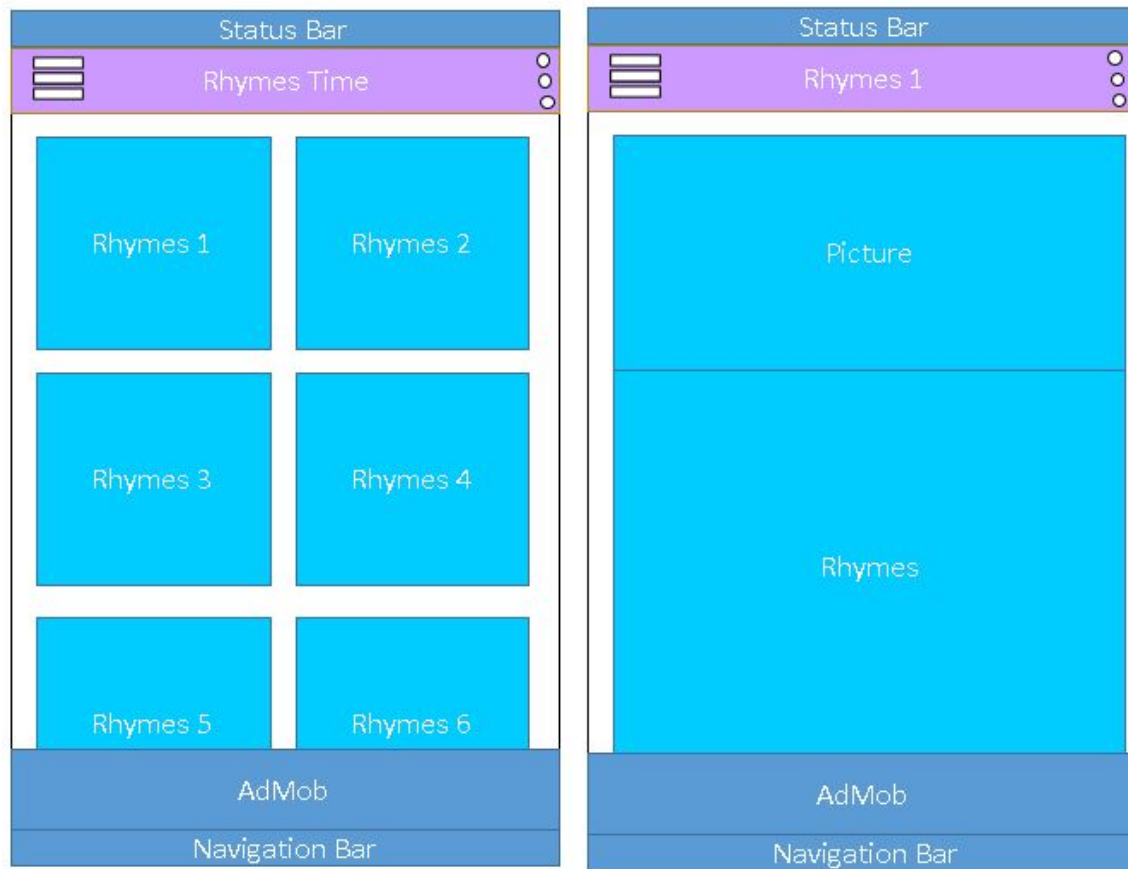 Status Bar
Rhymes Time
Rhymes 1
Rhymes 2
Rhymes 3
Rhymes 4
Rhymes 5
Rhymes 6
AdMob
Navigation Bar
Status Bar
Rhymes 1
Picture
Rhymes
AdMob
Navigation Bar